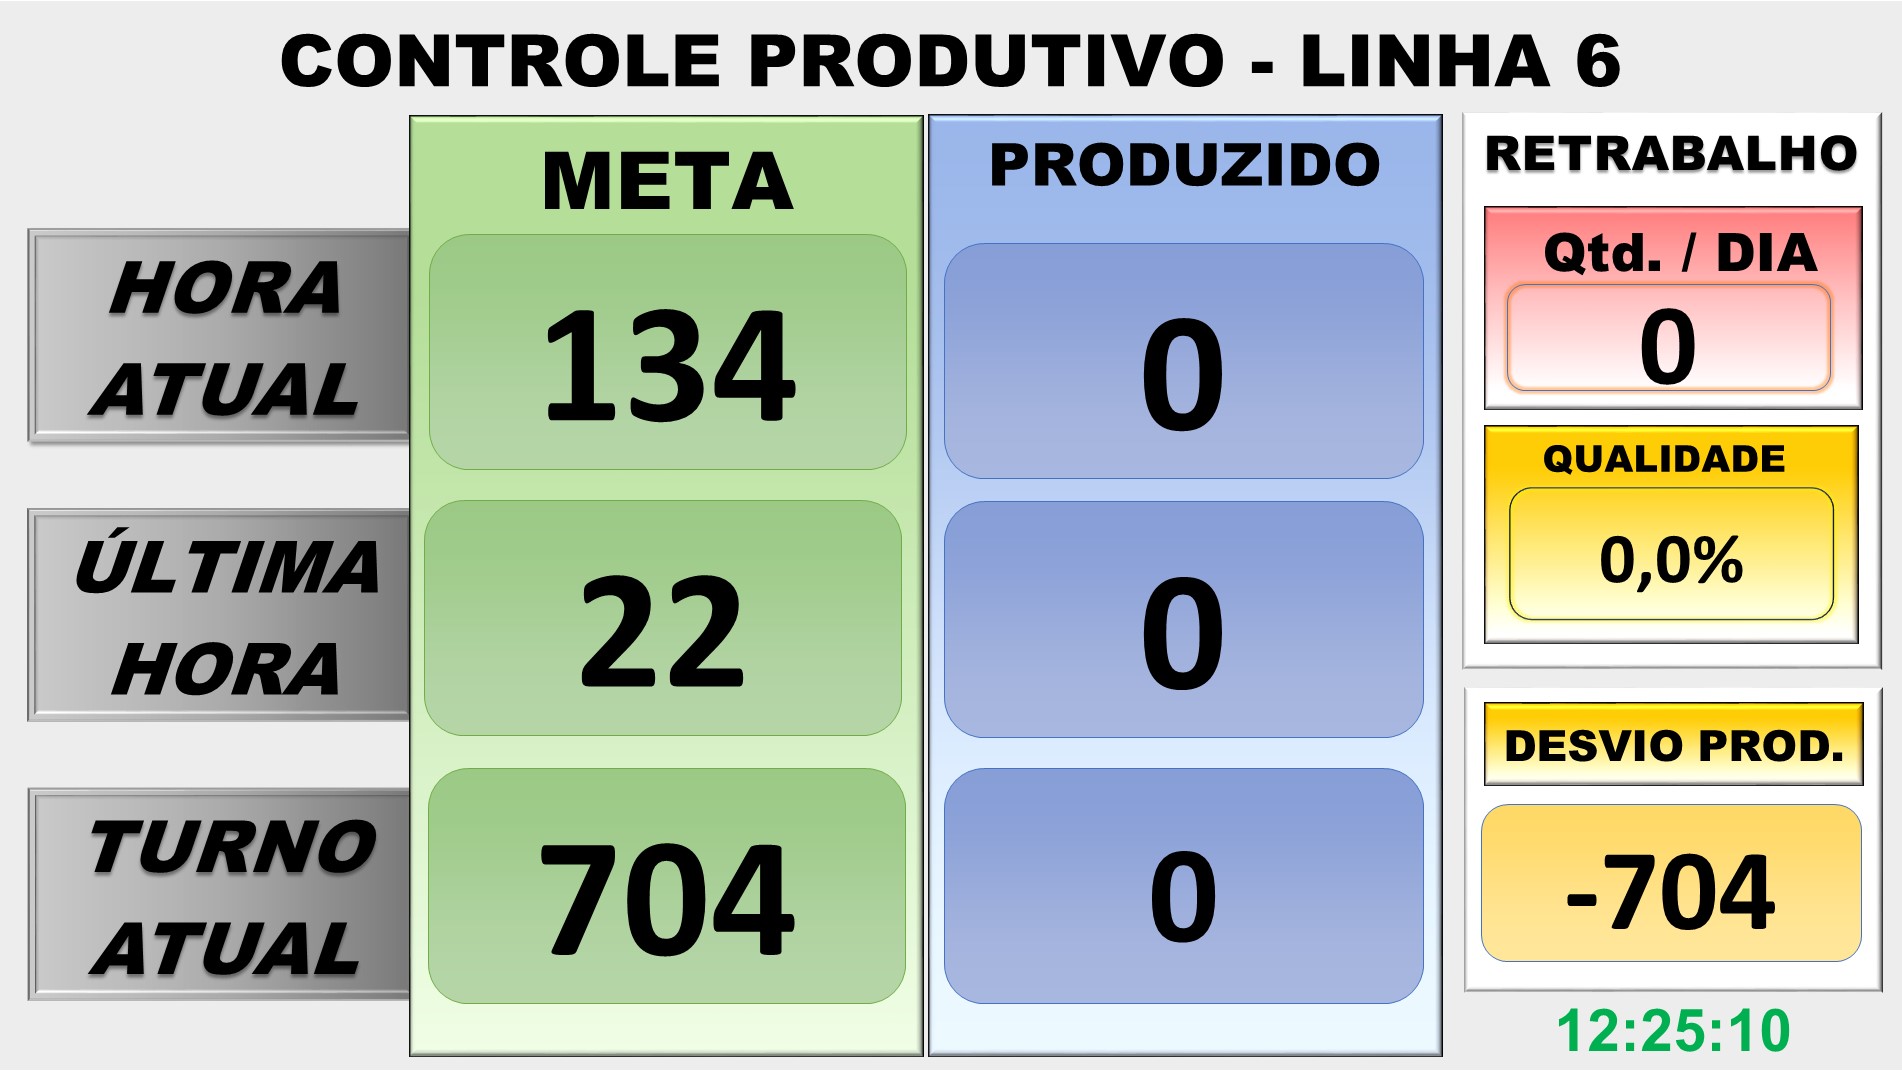 CONTROLE PRODUTIVO - LINHA 6
META
PRODUZIDO
RETRABALHO
HORA
ATUAL
134
0
Qtd. / DIA
0
QUALIDADE
0,0%
ÚLTIMA
HORA
22
0
DESVIO PROD.
-704
TURNO
ATUAL
704
0
12:25:10